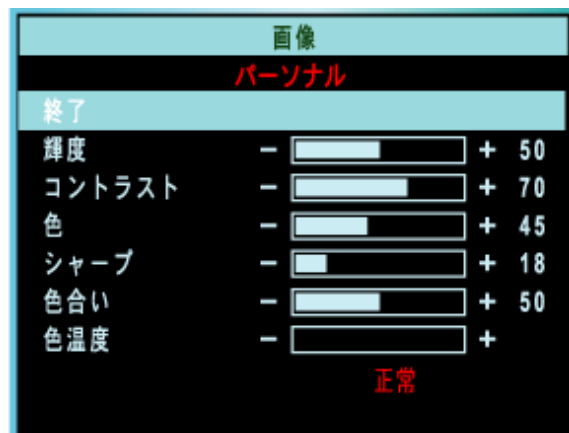 画像
パーソナル
終了
輝度 - + 50
コントラスト - + 70
色 - + 45
シャープ - + 18
色合い - + 50
色温度 - +
正常